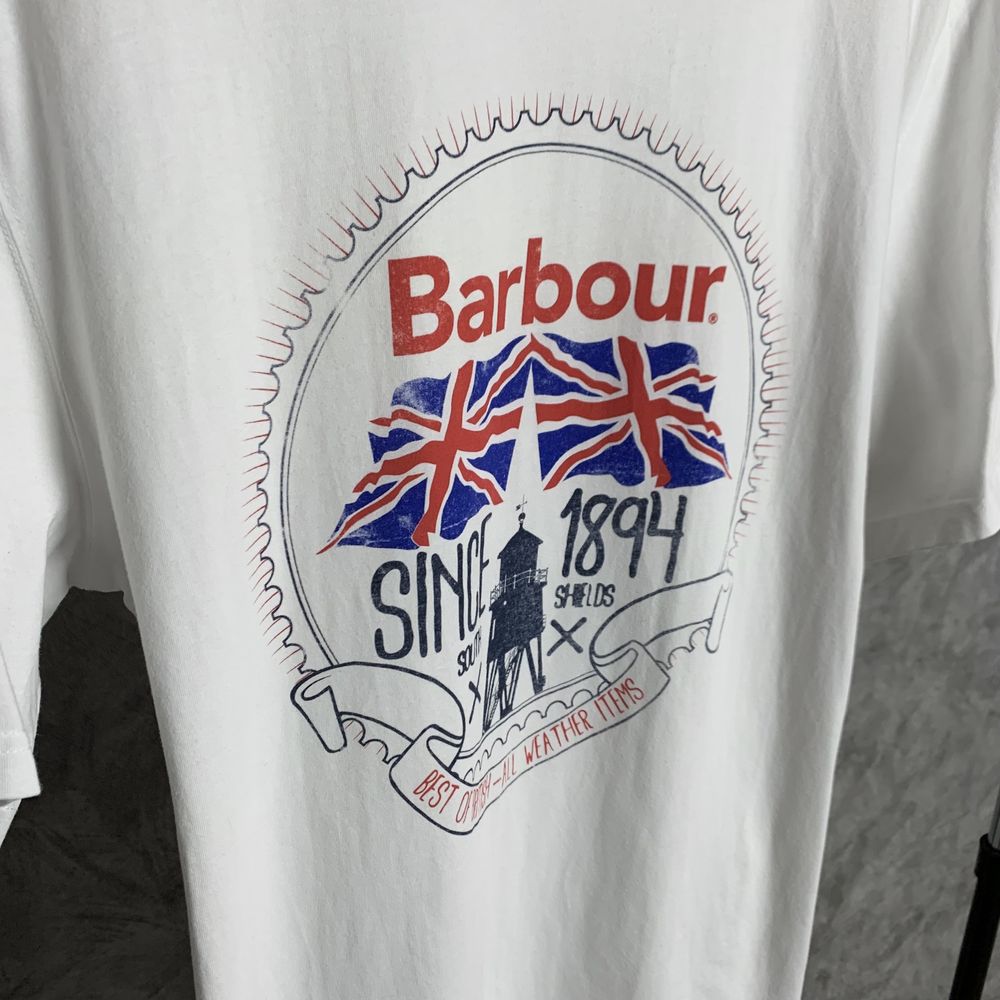 Barbour®
SINCE 1894
SOUTH SHIELDS
X X
BEST OF BRITISH - ALL WEATHER ITEMS